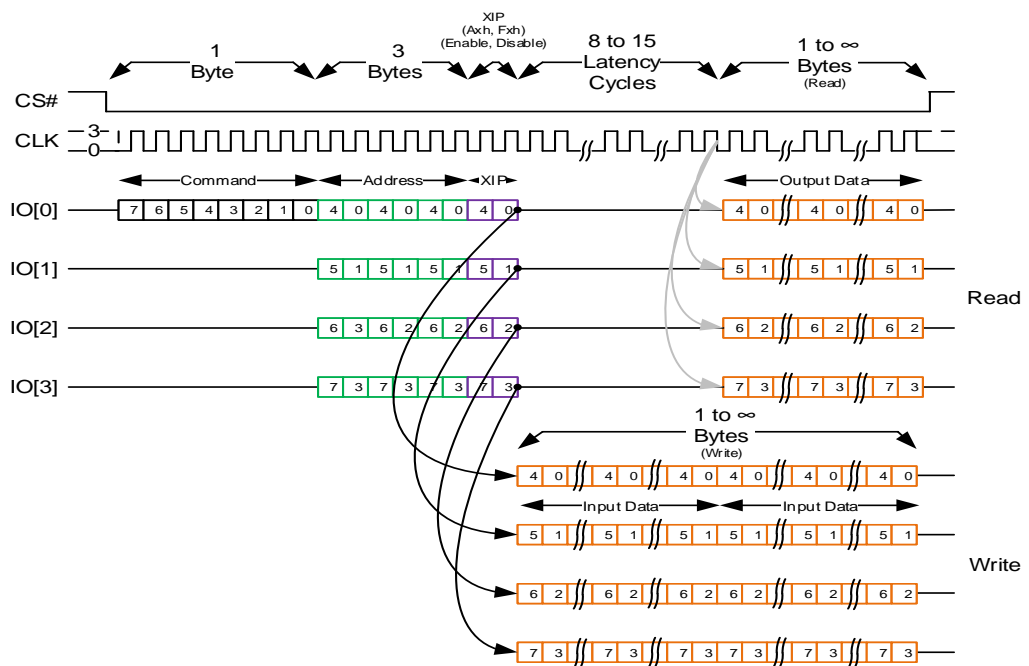 XIP
(Axh, Fxh)
(Enable, Disable)
1
Byte
3
Bytes
8 to 15
Latency
Cycles
1 to ∞
Bytes
(Read)
CS#
CLK 3
0
Command Address XIP Output Data
IO[0] 7 6 5 4 3 2 1 0 4 0 4 0 4 0 4 0 4 0 4 0 4 0
IO[1] 5 1 5 1 5 1 5 1 5 1 5 1 5 1
Read
IO[2] 6 3 6 2 6 2 6 2 6 2 6 2 6 2
IO[3] 7 3 7 3 7 3 7 3 7 3 7 3 7 3
1 to ∞
Bytes
(Write)
4 0 4 0 4 0 4 0 4 0 4 0
Input Data Input Data
5 1 5 1 5 1 5 1 5 1 5 1
Write
6 2 6 2 6 2 6 2 6 2 6 2
7 3 7 3 7 3 7 3 7 3 7 3